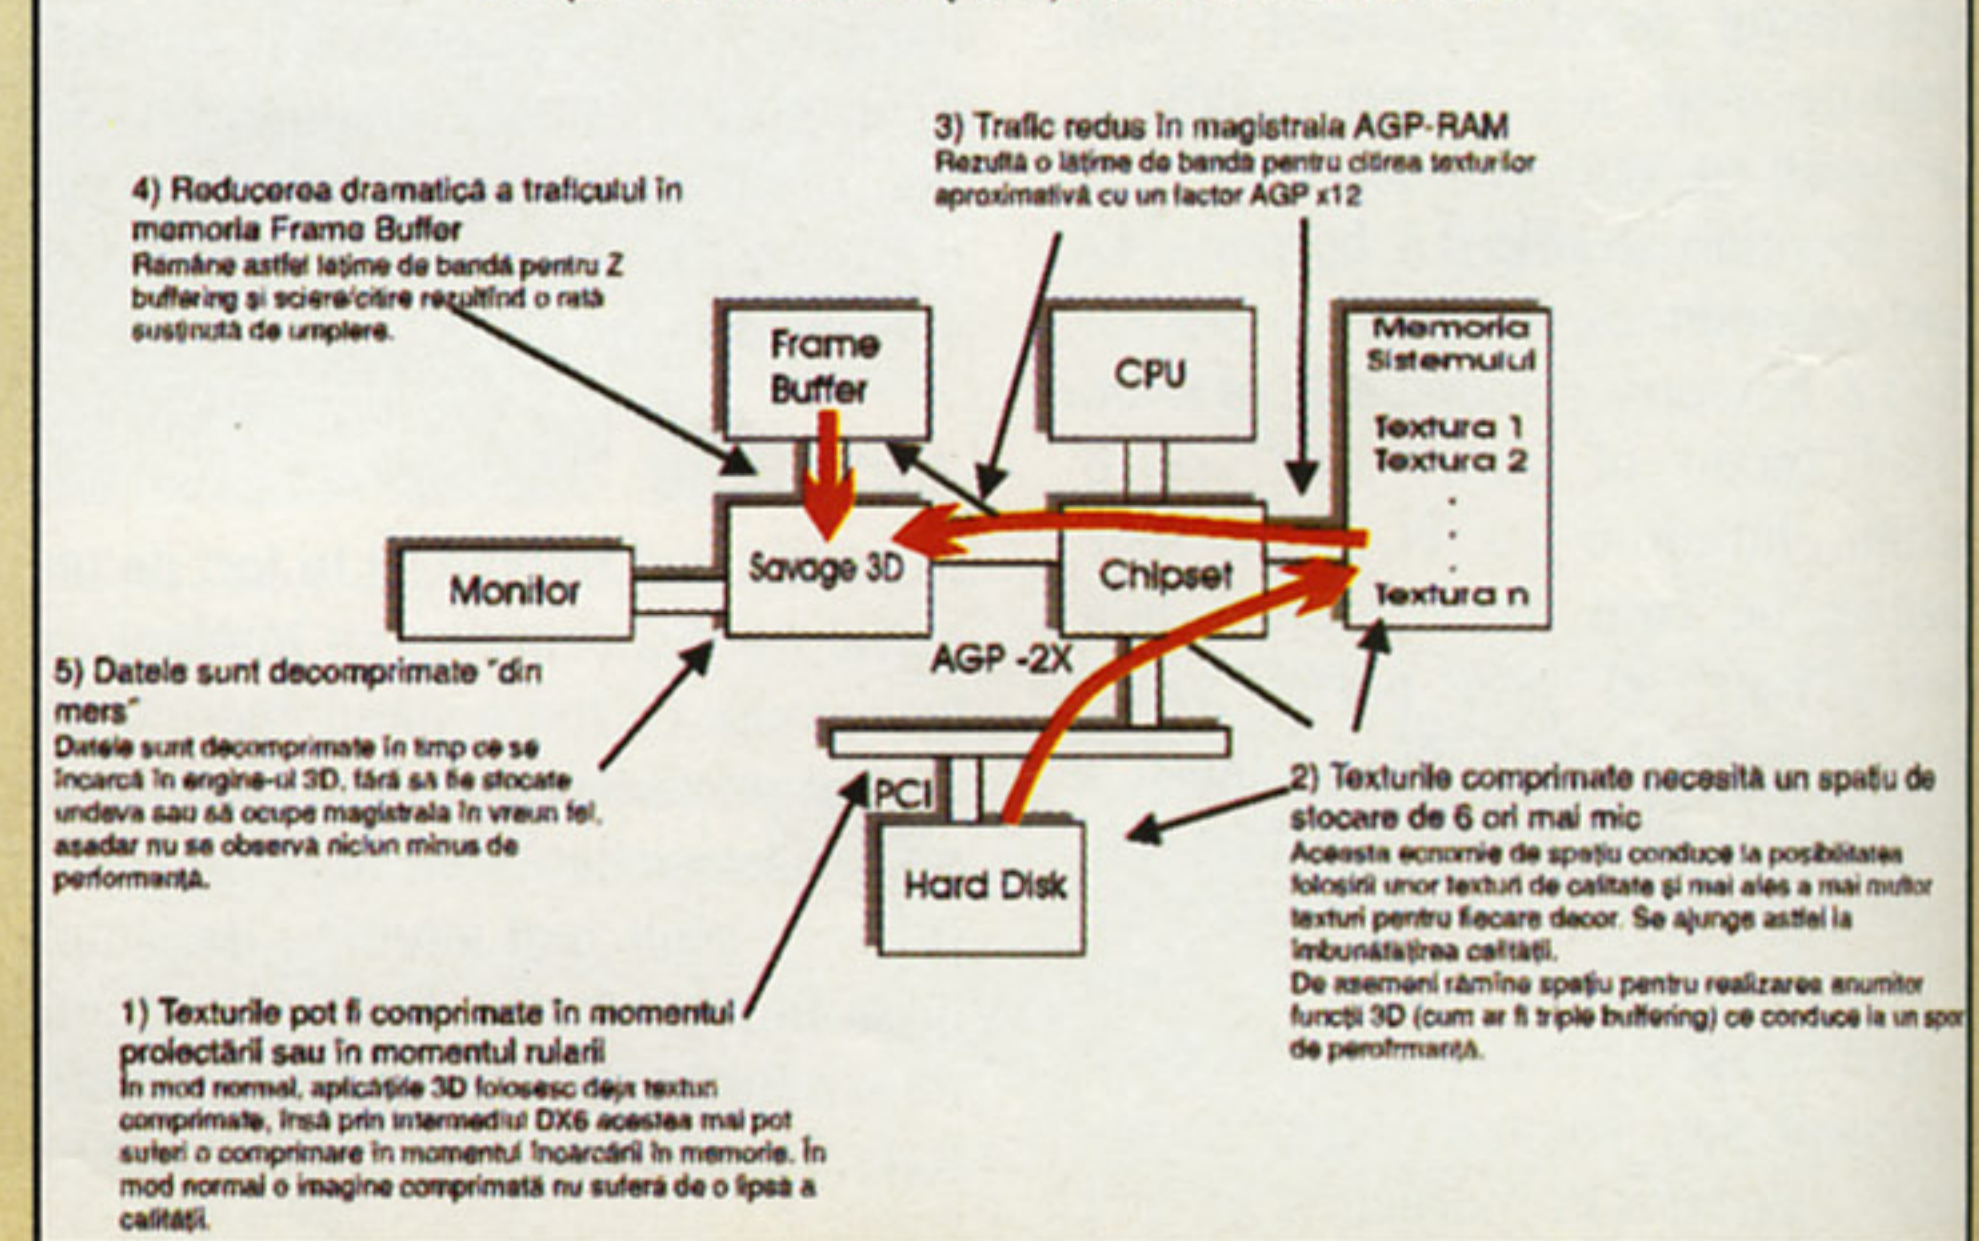 3) Trafic redus în magistrala AGP-RAM
Rezultă o lățime de bandă pentru citirea texturilor
aproximativă cu un factor AGP x12
4) Reducerea dramatică a traficului în
memoria Frame Buffer
Rămâne astfel lățime de bandă pentru Z
buffering și sciere/citire rezultînd o rată
susținută de umplere.
Frame
Buffer
CPU
Memoria
Sistemului
Textura 1
Textura 2
.
.
.
Textura n
Monitor
Savage 3D
Chipset
AGP -2X
PCI
Hard Disk
5) Datele sunt decomprimate "din
mers"
Datele sunt decomprimate în timp ce se
încarcă în engine-ul 3D, fără să fie stocate
undeva sau să ocupe magistrala în vreun fel,
asadar nu se observă niciun minus de
performanță.
2) Texturile comprimate necesită un spațiu de
stocare de 6 ori mai mic
Aceasta ecnomie de spațiu conduce la posibilitatea
folosirii unor texturi de calitate și mai ales a mai multor
texturi pentru fiecare decor. Se ajunge astfel la
îmbunătățirea calității.
De asemeni rămîne spațiu pentru realizarea anumitor
funcții 3D (cum ar fi triple buffering) ce conduce la un spor
de perofrmanță.
1) Texturile pot fi comprimate în momentul
proiectării sau în momentul rularii
În mod normal, aplicațiile 3D folosesc deja texturi
comprimate, însă prin intermediul DX6 acestea mai pot
suferi o comprimare în momentul încărcării în memorie. În
mod normal o imagine comprimată nu suferă de o lipsă a
calității.